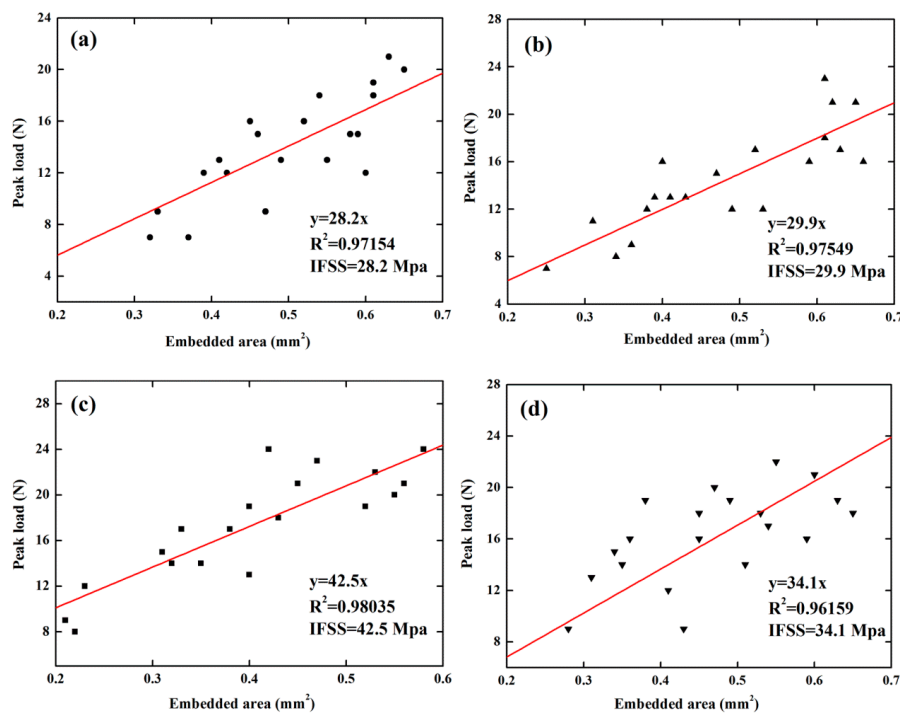 (a)
24
20
16
12
8
4
Peak load (N)
y=28.2x
R²=0.97154
IFSS=28.2 Mpa
0.2 0.3 0.4 0.5 0.6 0.7
Embedded area (mm²)
(b)
28
24
20
16
12
8
4
Peak load (N)
y=29.9x
R²=0.97549
IFSS=29.9 Mpa
0.2 0.3 0.4 0.5 0.6 0.7
Embedded area (mm²)
(c)
28
24
20
16
12
8
Peak load (N)
y=42.5x
R²=0.98035
IFSS=42.5 Mpa
0.2 0.3 0.4 0.5 0.6
Embedded area (mm²)
(d)
28
24
20
16
12
8
Peak load (N)
y=34.1x
R²=0.96159
IFSS=34.1 Mpa
0.2 0.3 0.4 0.5 0.6 0.7
Embedded area (mm²)